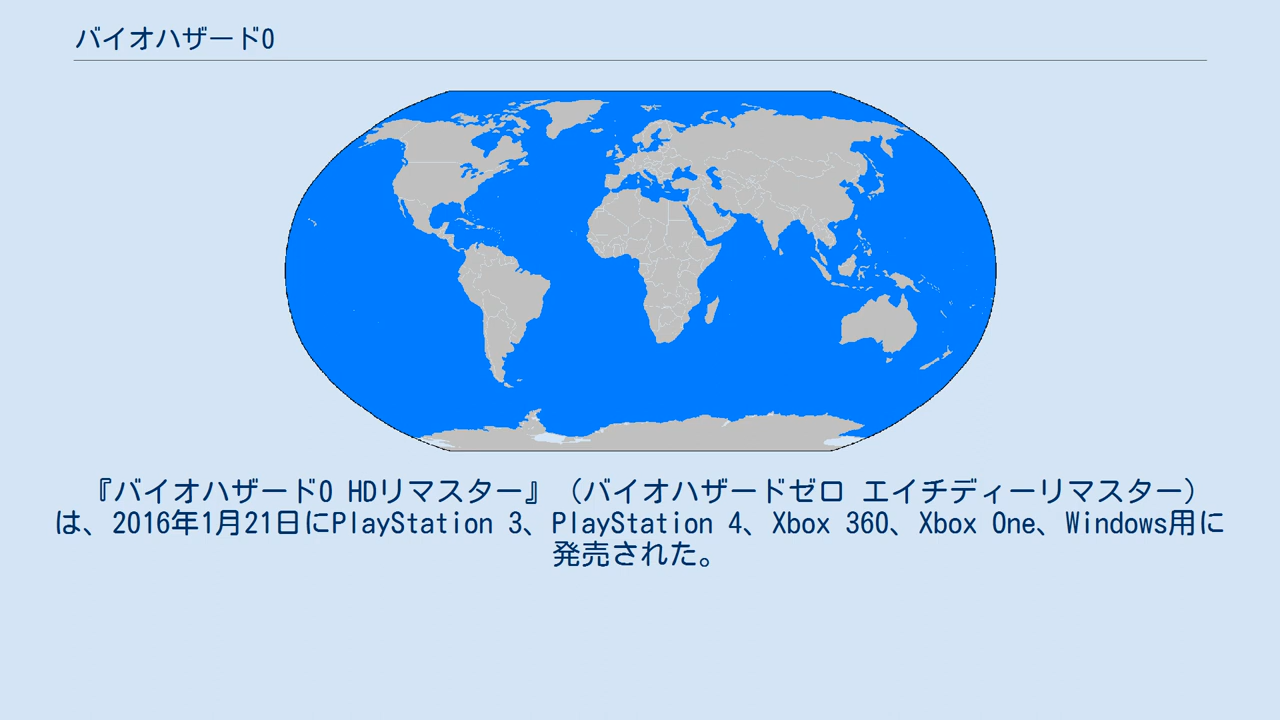 バイオハザード0
『バイオハザード0 HDリマスター』（バイオハザードゼロ エイチディーリマスター）
は、2016年1月21日にPlayStation 3、PlayStation 4、Xbox 360、Xbox One、Windows用に
発売された。